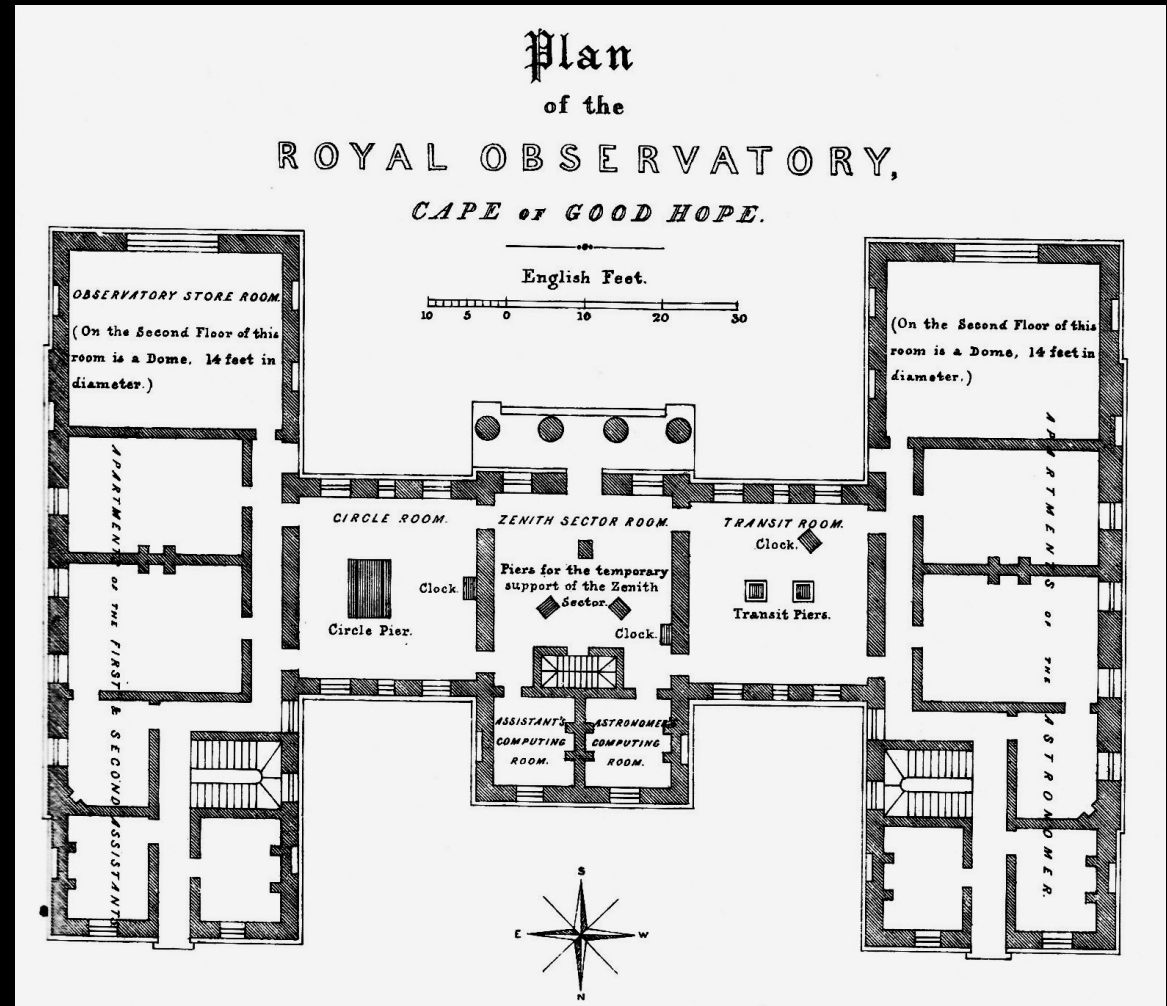 Plan
of the
ROYAL OBSERVATORY,
CAPE OF GOOD HOPE.
English Feet.
10 5 0 10 20 30
OBSERVATORY STORE ROOM.
(On the Second Floor of this
room is a Dome, 14 feet in
diameter.)
(On the Second Floor of this
room is a Dome, 14 feet in
diameter.)
APARTMENTS OF THE FIRST & SECOND ASSISTANTS
CIRCLE ROOM.
Clock.
Circle Pier.
ZENITH SECTOR ROOM.
Piers for the temporary
support of the Zenith
Sector.
Clock.
TRANSIT ROOM.
Clock.
Transit Piers.
APARTMENTS OF THE ASTRONOMER.
ASSISTANT'S
COMPUTING
ROOM.
ASTRONOMER'S
COMPUTING
ROOM.
S
E W
N